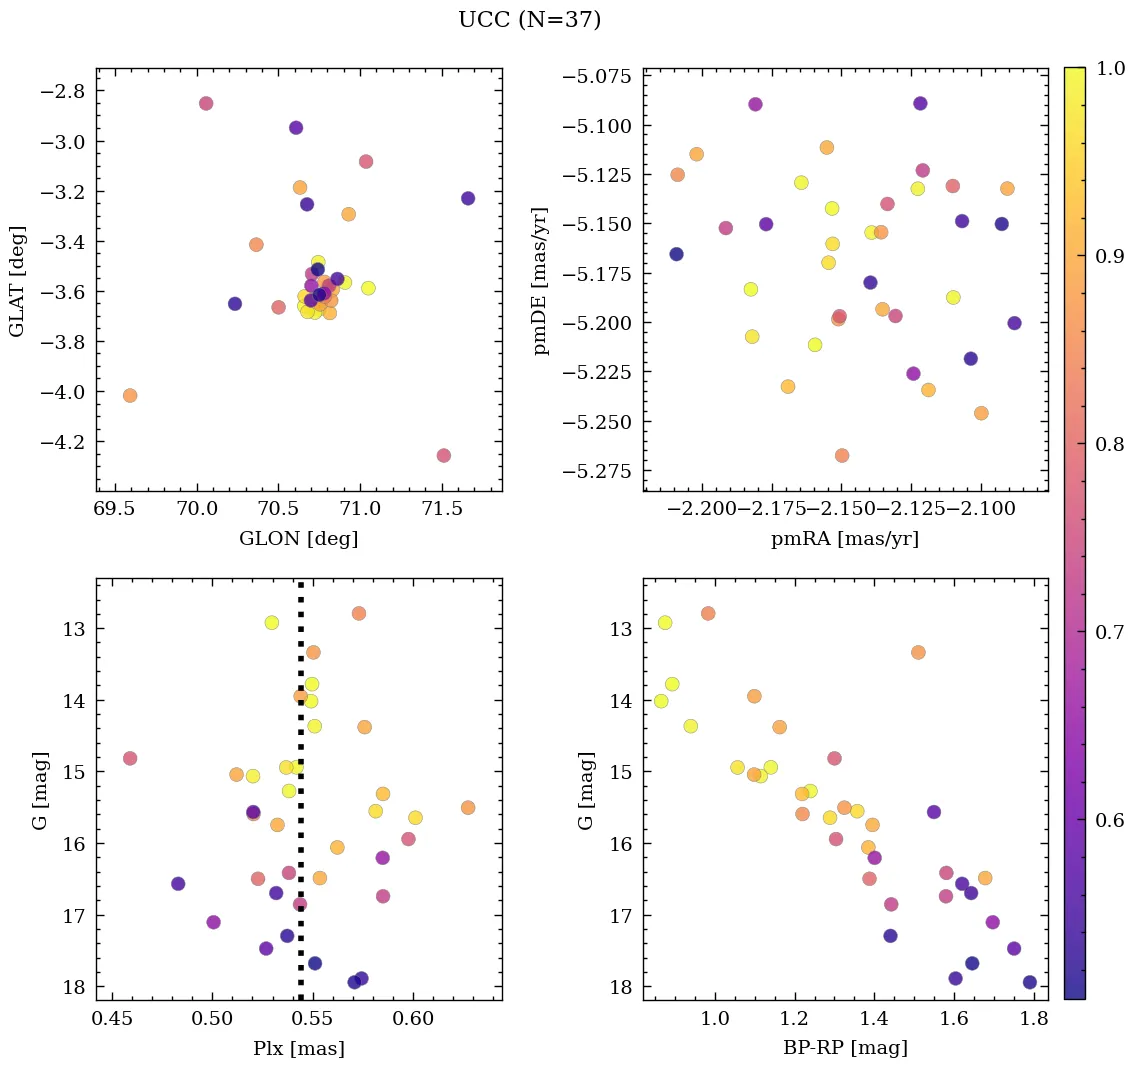 UCC (N=37)
−2.8
−3.0
−3.2
−3.4
−3.6
−3.8
−4.0
−4.2
GLAT [deg]
69.5 70.0 70.5 71.0 71.5
GLON [deg]
−5.075
−5.100
−5.125
−5.150
−5.175
−5.200
−5.225
−5.250
−5.275
pmDE [mas/yr]
−2.200 −2.175 −2.150 −2.125 −2.100
pmRA [mas/yr]
1.0
0.9
0.8
0.7
0.6
13
14
15
16
17
18
G [mag]
0.45 0.50 0.55 0.60
Plx [mas]
13
14
15
16
17
18
G [mag]
1.0 1.2 1.4 1.6 1.8
BP-RP [mag]